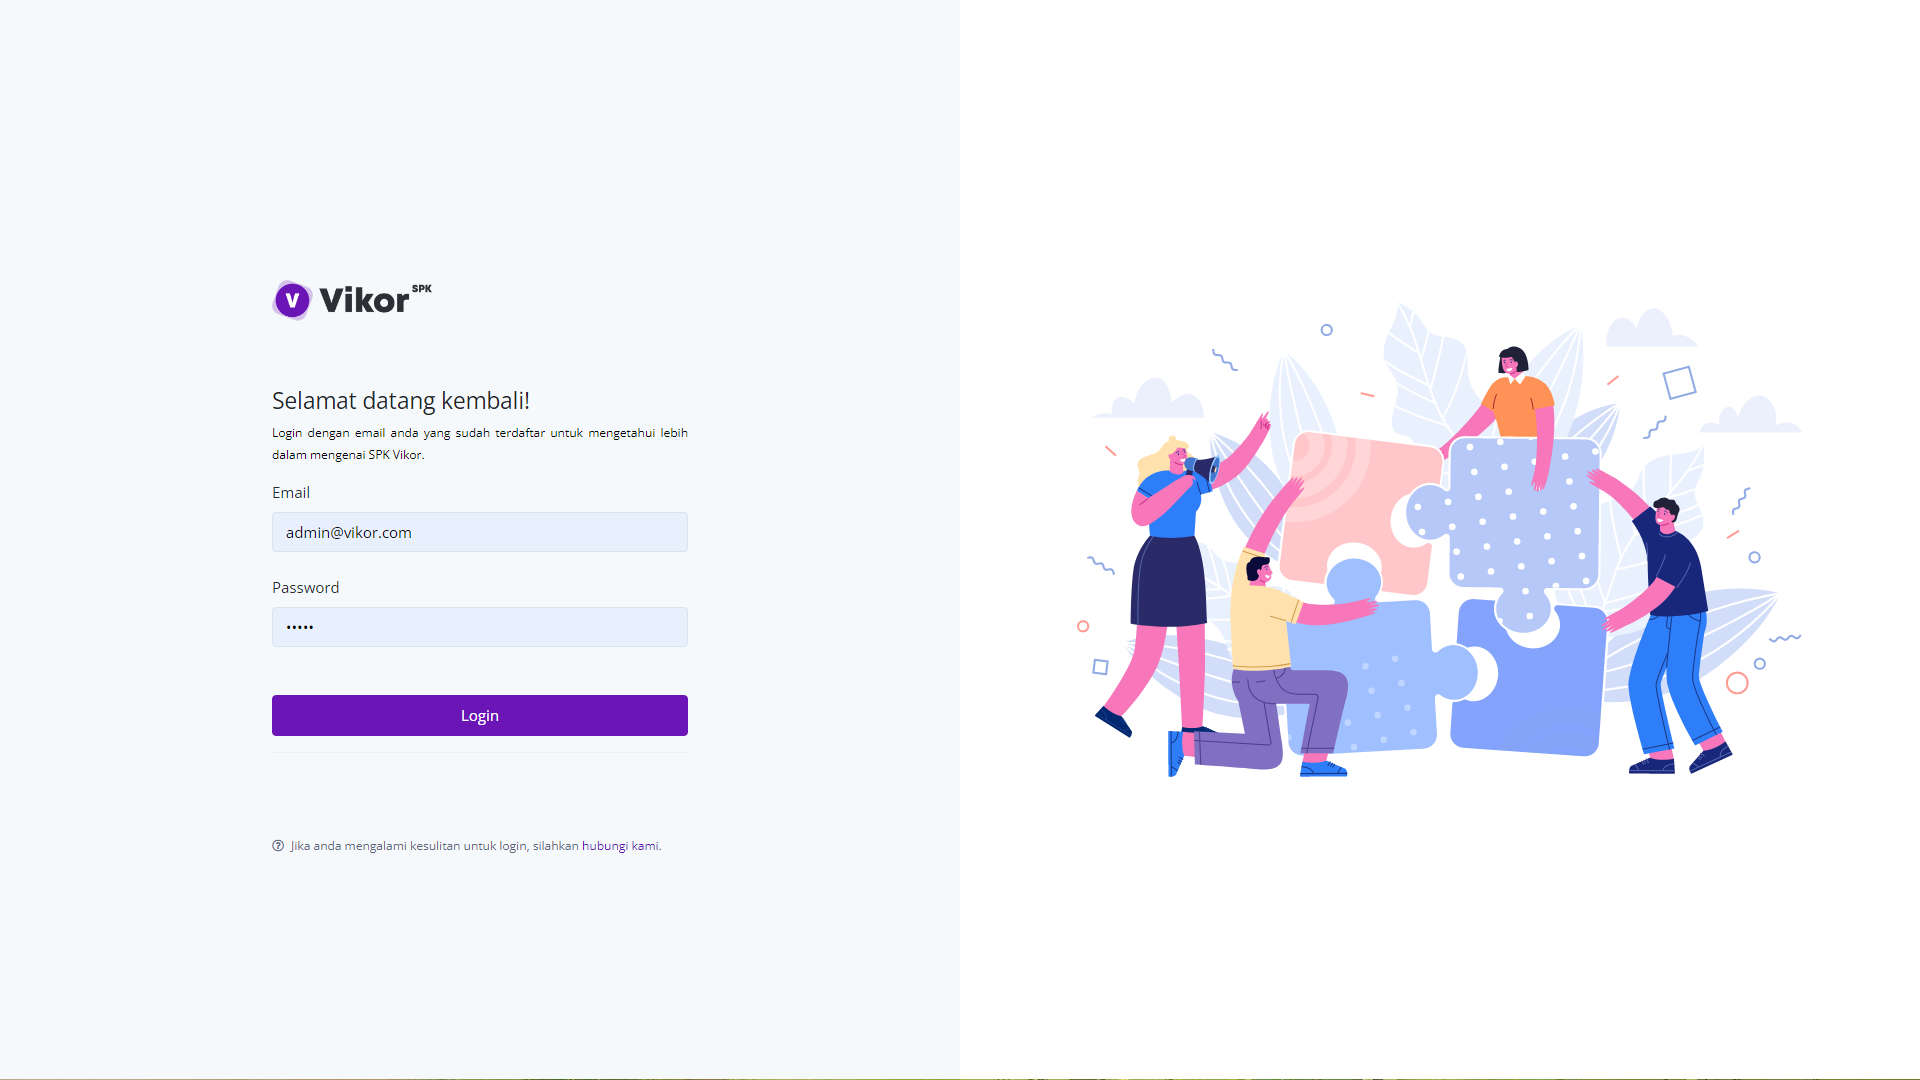 V Vikor SPK
Selamat datang kembali!
Login dengan email anda yang sudah terdaftar untuk mengetahui lebih
dalam mengenai SPK Vikor.
Email
admin@vikor.com
Password
•••••
Login
Jika anda mengalami kesulitan untuk login, silahkan hubungi kami.